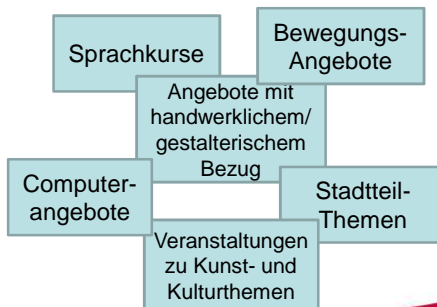 Sprachkurse
Bewegungs-
Angebote
Angebote mit
handwerklichem/
gestalterischem
Bezug
Computer-
angebote
Stadtteil-
Themen
Veranstaltungen
zu Kunst- und
Kulturthemen